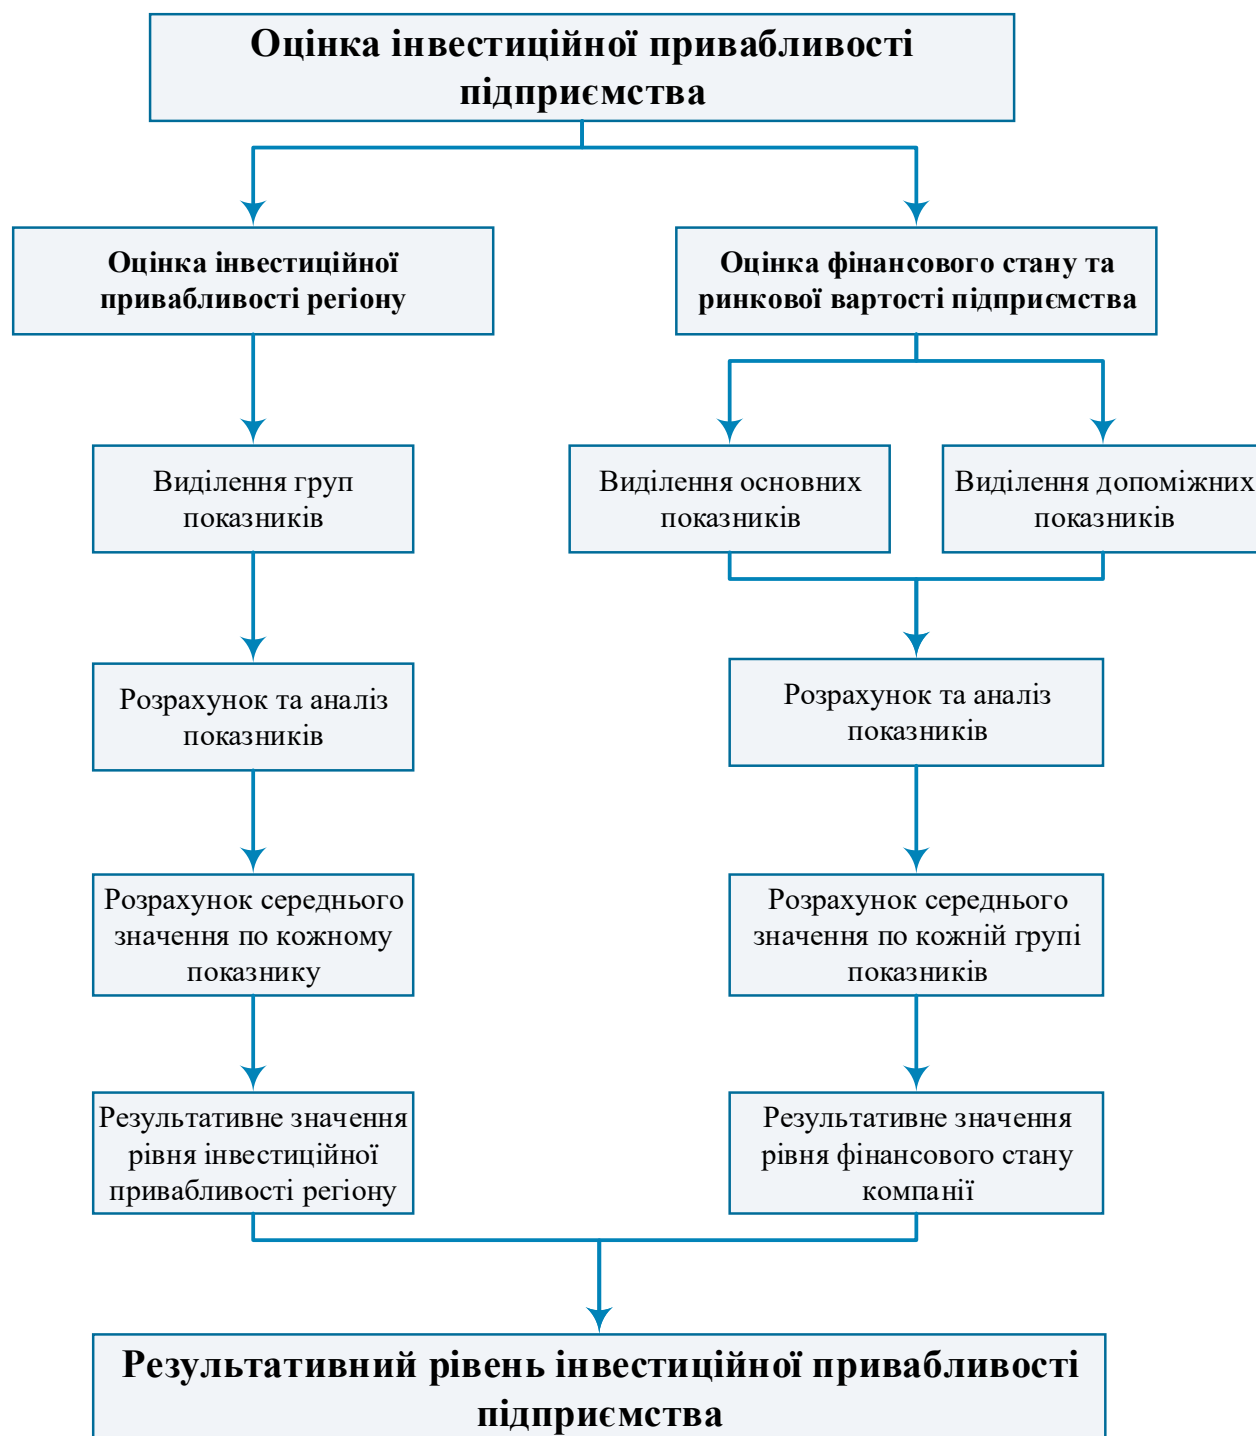 Оцінка інвестиційної привабливості
підприємства
Оцінка інвестиційної
привабливості регіону
Оцінка фінансового стану та
ринкової вартості підприємства
Виділення груп
показників
Виділення основних
показників
Виділення допоміжних
показників
Розрахунок та аналіз
показників
Розрахунок та аналіз
показників
Розрахунок середнього
значення по кожному
показнику
Розрахунок середнього
значення по кожній групі
показників
Результативне значення
рівня інвестиційної
привабливості регіону
Результативне значення
рівня фінансового стану
компанії
Результативний рівень інвестиційної привабливості
підприємства